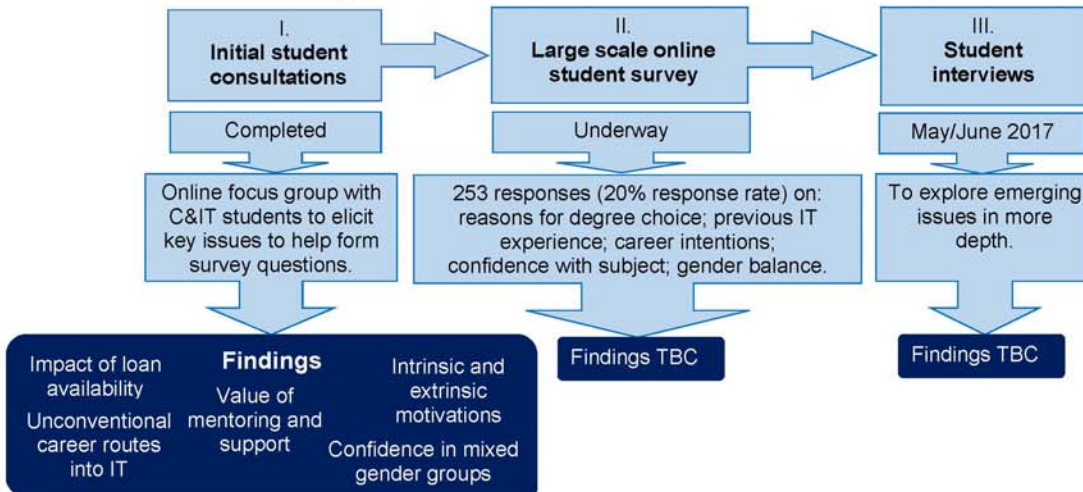 I.
Initial student
consultations
II.
Large scale online
student survey
III.
Student
interviews
Completed
Underway
May/June 2017
Online focus group with
C&IT students to elicit
key issues to help form
survey questions.
253 responses (20% response rate) on:
reasons for degree choice; previous IT
experience; career intentions;
confidence with subject; gender balance.
To explore emerging
issues in more
depth.
Findings
Impact of loan
availability
Unconventional
career routes
into IT
Value of
mentoring and
support
Intrinsic and
extrinsic
motivations
Confidence in mixed
gender groups
Findings TBC
Findings TBC